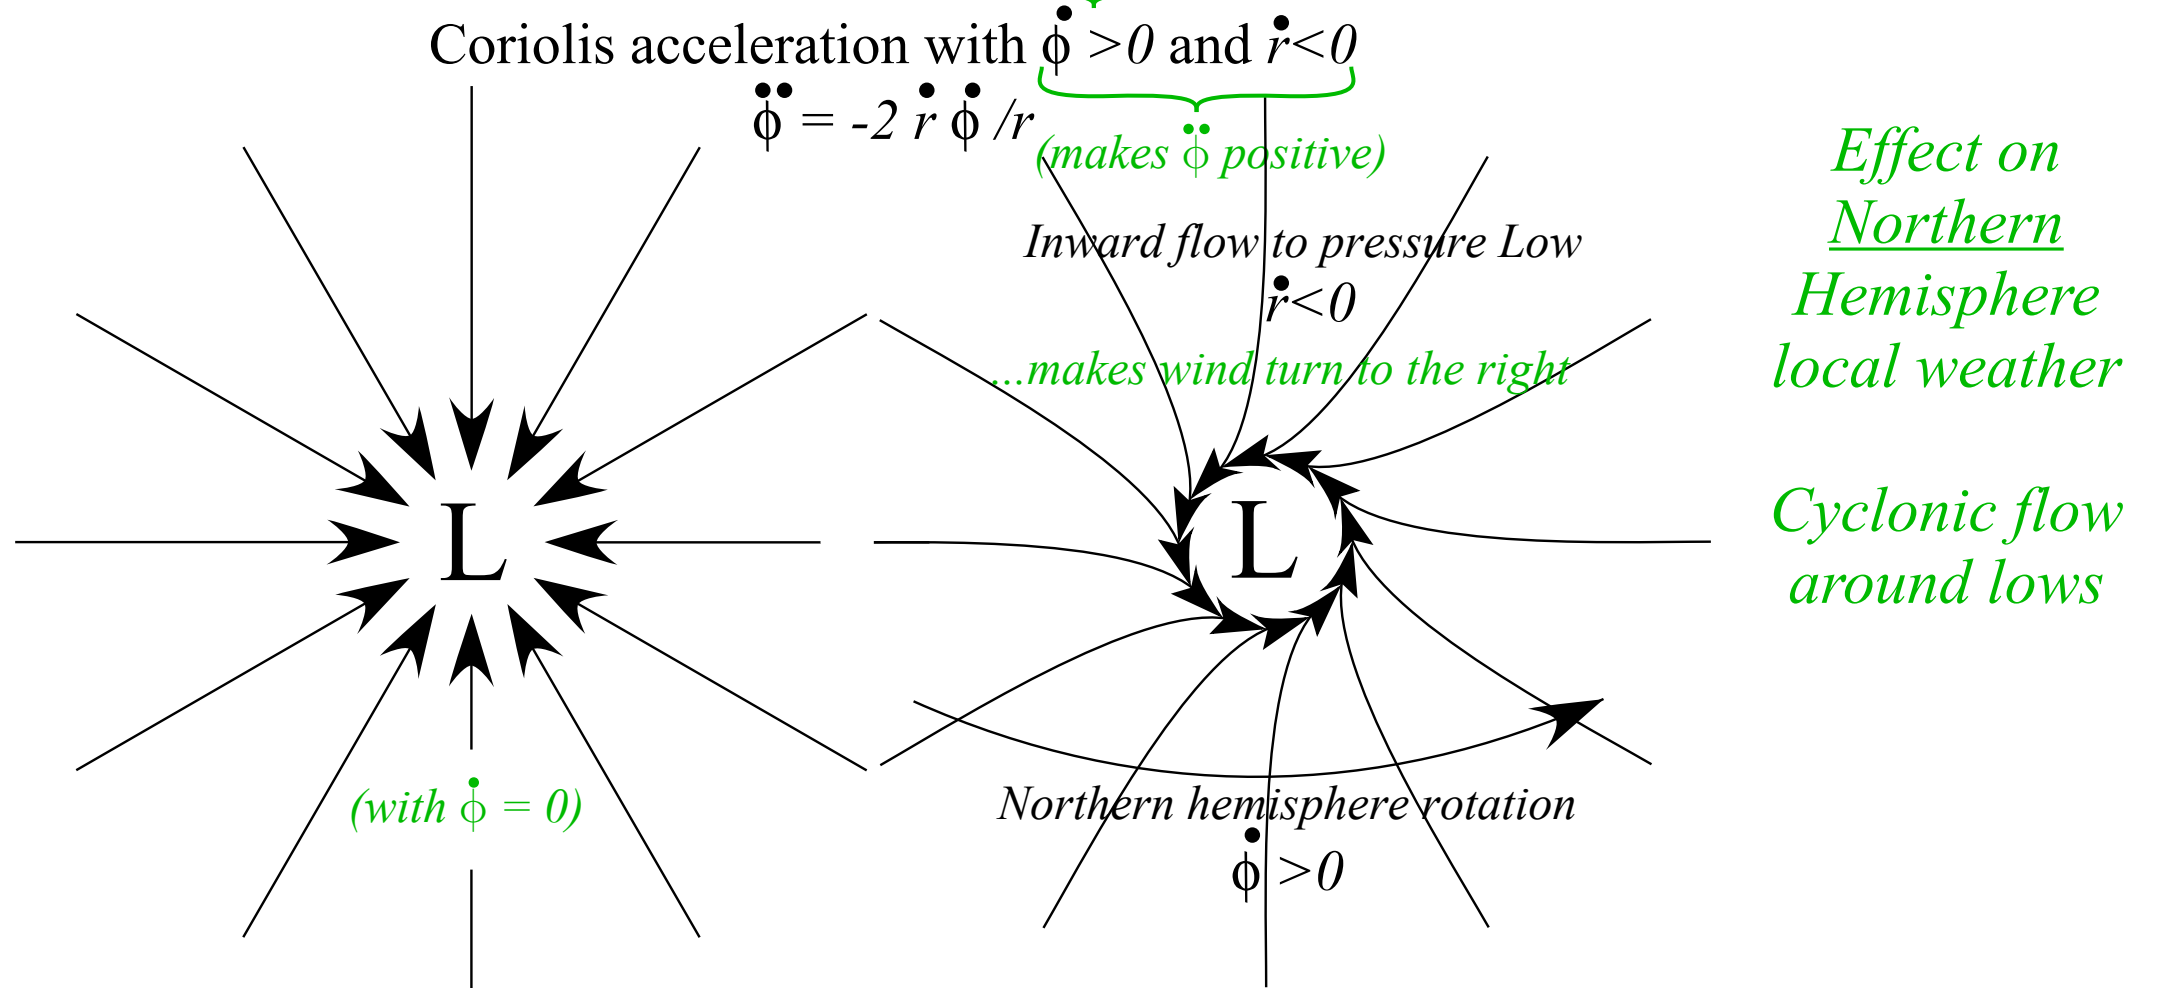 Coriolis acceleration with ϕ̇ >0 and ṙ<0
ϕ̈ = -2 ṙ ϕ̇ /r
(makes ϕ̈ positive)
Inward flow to pressure Low
ṙ<0
...makes wind turn to the right
L
L
(with ϕ̇ = 0)
Northern hemisphere rotation
ϕ̇ >0
Effect on
Northern
Hemisphere
local weather
Cyclonic flow
around lows